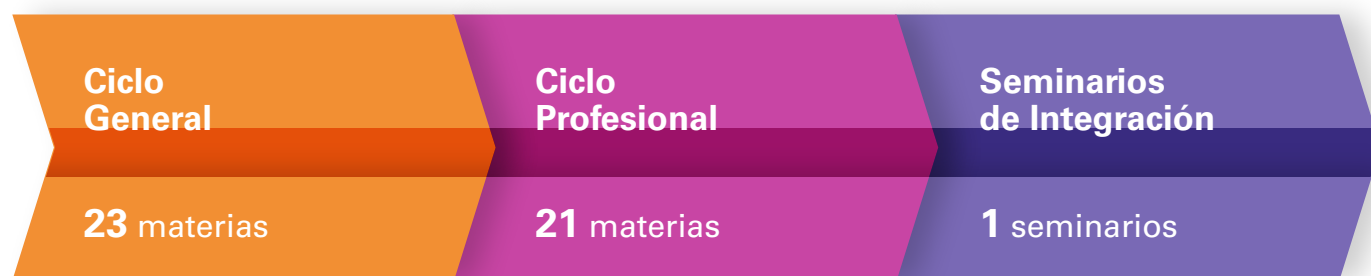 Ciclo
General
23 materias
Ciclo
Profesional
21 materias
Seminarios
de Integración
1 seminarios